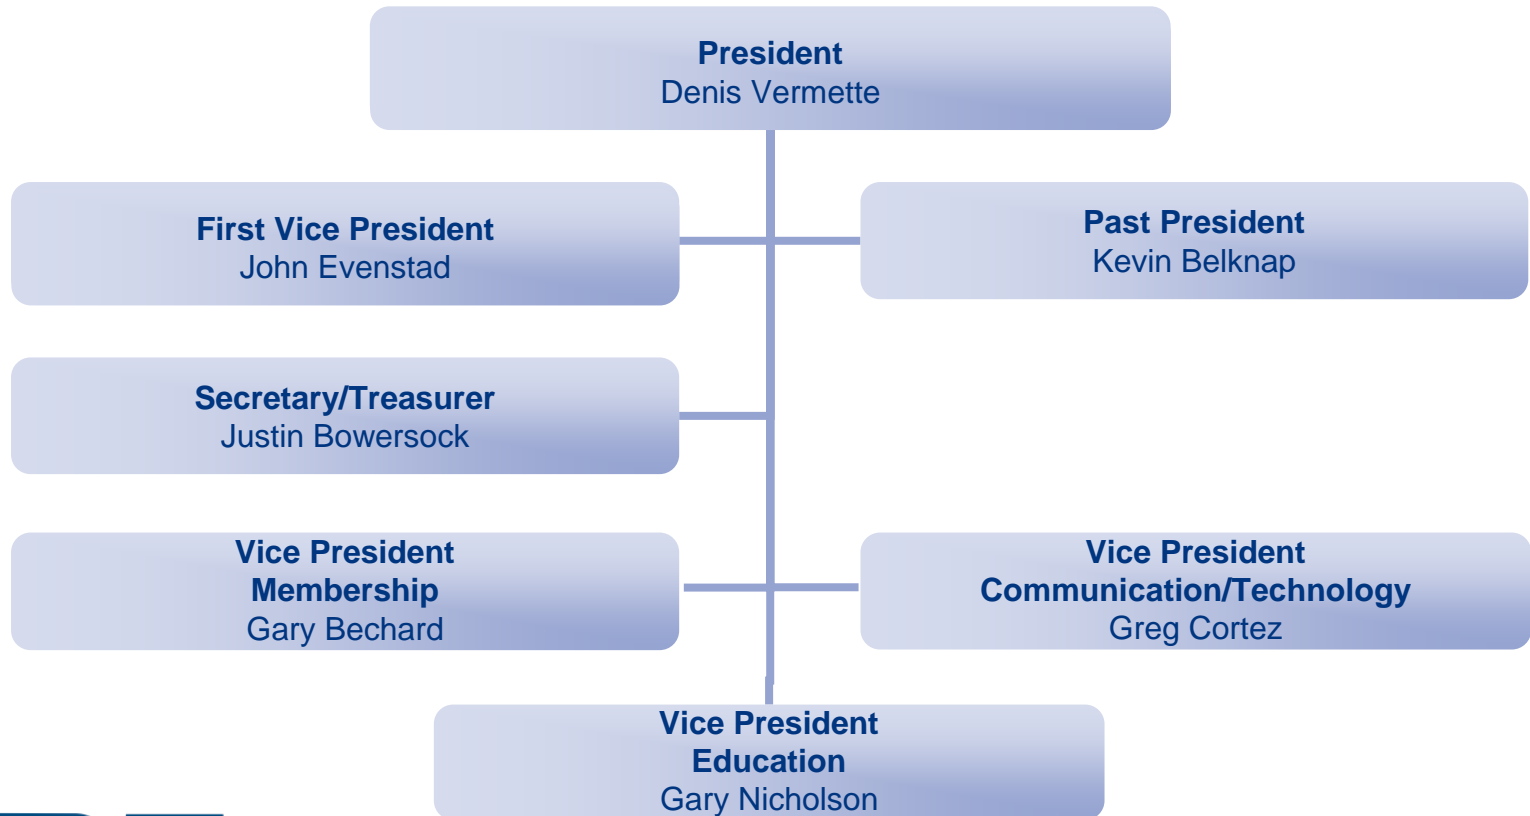 President
Denis Vermette
First Vice President
John Evenstad
Past President
Kevin Belknap
Secretary/Treasurer
Justin Bowersock
Vice President
Membership
Gary Bechard
Vice President
Communication/Technology
Greg Cortez
Vice President
Education
Gary Nicholson